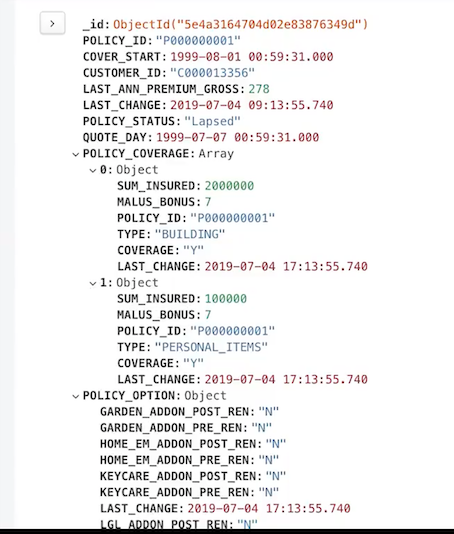 _id: ObjectId("5e4a3164704d02e83876349d")
POLICY_ID: "P000000001"
COVER_START: 1999-08-01 00:59:31.000
CUSTOMER_ID: "C000013356"
LAST_ANN_PREMIUM_GROSS: 278
LAST_CHANGE: 2019-07-04 09:13:55.740
POLICY_STATUS: "Lapsed"
QUOTE_DAY: 1999-07-07 00:59:31.000
POLICY_COVERAGE: Array
0: Object
SUM_INSURED: 2000000
MALUS_BONUS: 7
POLICY_ID: "P000000001"
TYPE: "BUILDING"
COVERAGE: "Y"
LAST_CHANGE: 2019-07-04 17:13:55.740
1: Object
SUM_INSURED: 100000
MALUS_BONUS: 7
POLICY_ID: "P000000001"
TYPE: "PERSONAL_ITEMS"
COVERAGE: "Y"
LAST_CHANGE: 2019-07-04 17:13:55.740
POLICY_OPTION: Object
GARDEN_ADDON_POST_REN: "N"
GARDEN_ADDON_PRE_REN: "N"
HOME_EM_ADDON_POST_REN: "N"
HOME_EM_ADDON_PRE_REN: "N"
KEYCARE_ADDON_POST_REN: "N"
KEYCARE_ADDON_PRE_REN: "N"
LAST_CHANGE: 2019-07-04 17:13:55.740
LGL_ADDON_POST_REN: "N"